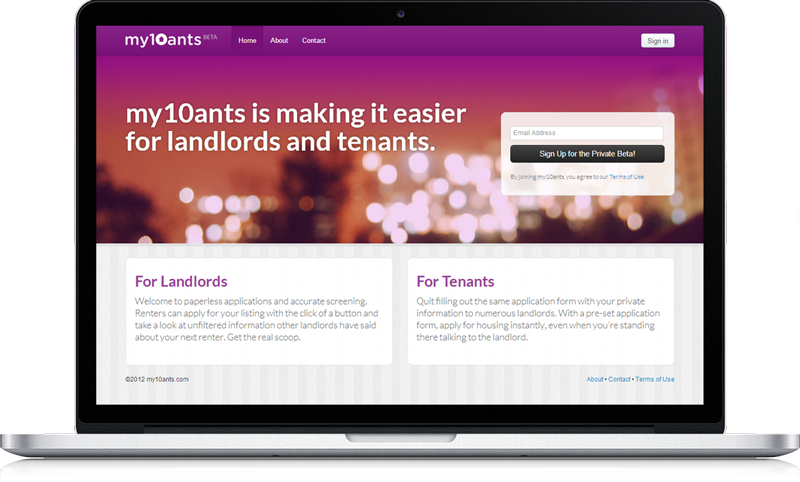 my10ants BETA
Home About Contact
Sign in
my10ants is making it easier
for landlords and tenants.
Email Address
Sign Up for the Private Beta!
By joining my10ants, you agree to our Terms of Use.
For Landlords
Welcome to paperless applications and accurate screening.
Renters can apply for your listing with the click of a button and
take a look at unfiltered information other landlords have said
about your next renter. Get the real scoop.
For Tenants
Quit filling out the same application form with your private
information to numerous landlords. With a pre-set application
form, apply for housing instantly, even when you're standing
there talking to the landlord.
©2012 my10ants.com
About • Contact • Terms of Use